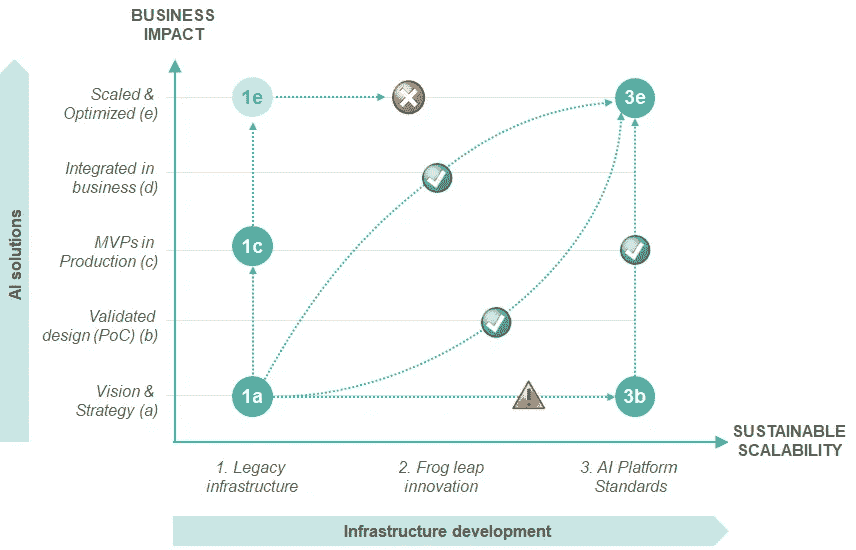 BUSINESS
IMPACT
Scaled &
Optimized (e)
1e
3e
Integrated in
business (d)
MVPs in
Production (c)
1c
Validated
design (PoC) (b)
Vision &
Strategy (a)
1a
3b
AI solutions
SUSTAINABLE
SCALABILITY
1. Legacy
infrastructure
2. Frog leap
innovation
3. AI Platform
Standards
Infrastructure development